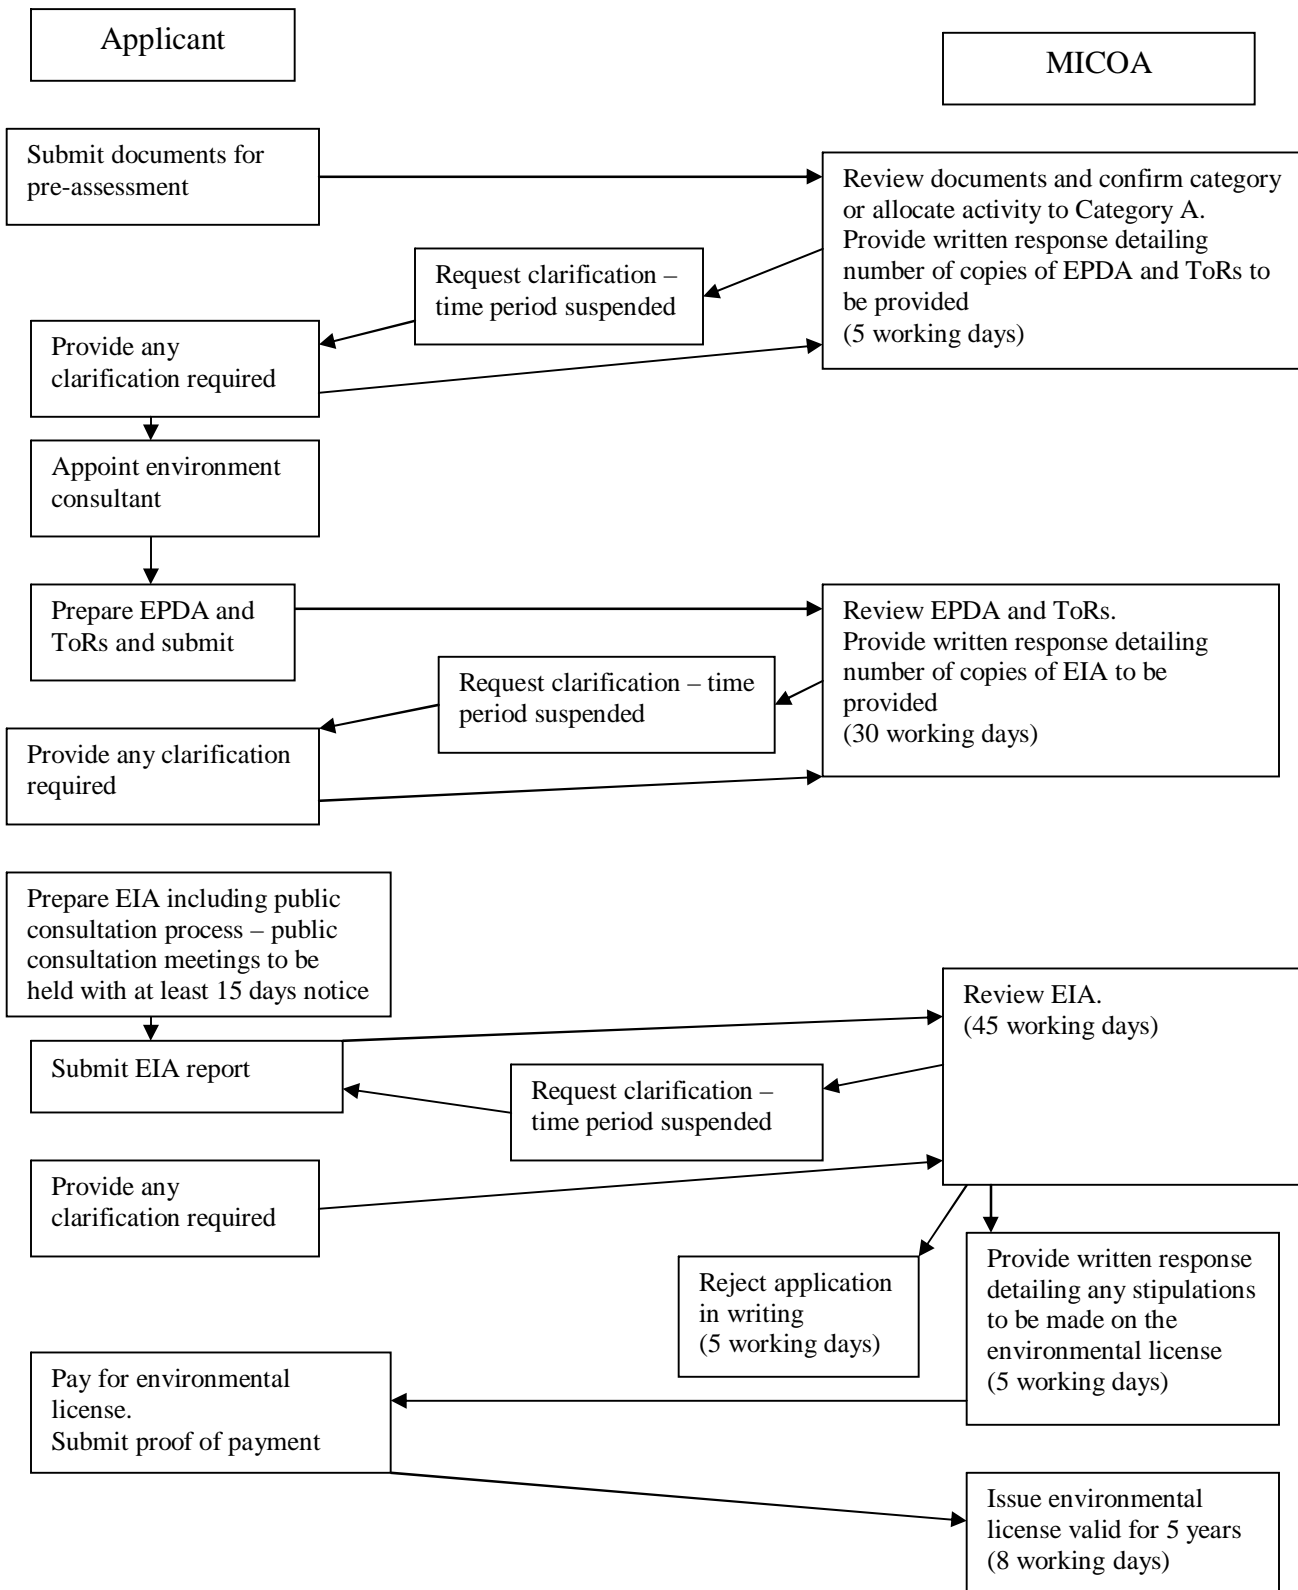 Applicant
MICOA
Submit documents for
pre-assessment
Review documents and confirm category
or allocate activity to Category A.
Provide written response detailing
number of copies of EPDA and ToRs to
be provided
(5 working days)
Request clarification –
time period suspended
Provide any
clarification required
Appoint environment
consultant
Prepare EPDA and
ToRs and submit
Review EPDA and ToRs.
Provide written response detailing
number of copies of EIA to be
provided
(30 working days)
Request clarification – time
period suspended
Provide any clarification
required
Prepare EIA including public
consultation process – public
consultation meetings to be
held with at least 15 days notice
Review EIA.
(45 working days)
Submit EIA report
Request clarification –
time period suspended
Provide any
clarification required
Reject application
in writing
(5 working days)
Provide written response
detailing any stipulations
to be made on the
environmental license
(5 working days)
Pay for environmental
license.
Submit proof of payment
Issue environmental
license valid for 5 years
(8 working days)